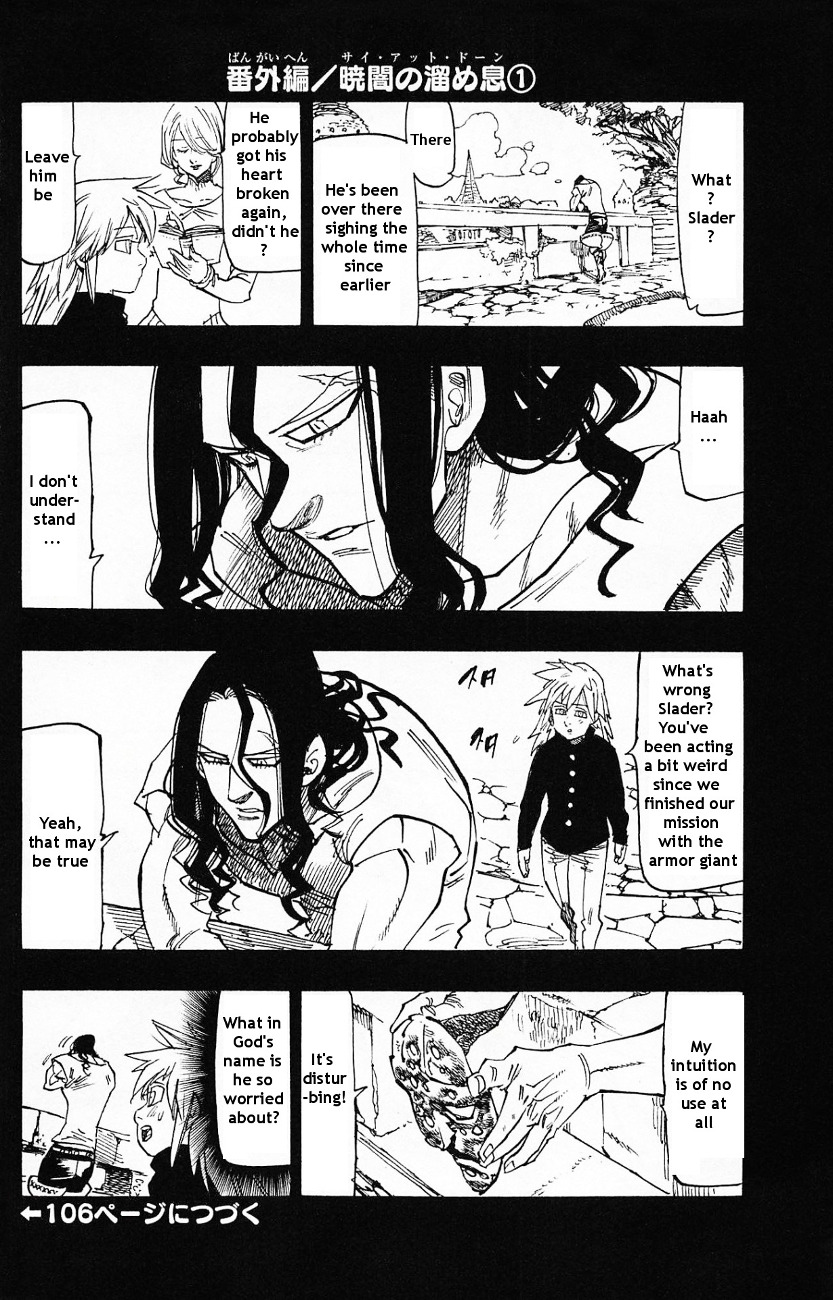 ばんがいへん サイ・アット・ドーン
番外編／暁闇の溜め息①
What
?
Slader
?
There
He's been
over there
sighing the
whole time
since
earlier
He
probably
got his
heart
broken
again,
didn't he
?
Leave
him
be
Haah
...
I don't
under-
stand
...
What's
wrong
Slader?
You've
been acting
a bit weird
since we
finished our
mission
with the
armor giant
Yeah,
that may
be true
My
intuition
is of no
use at
all
It's
distur
-bing!
What in
God's
name is
he so
worried
about?
←106ページにつづく